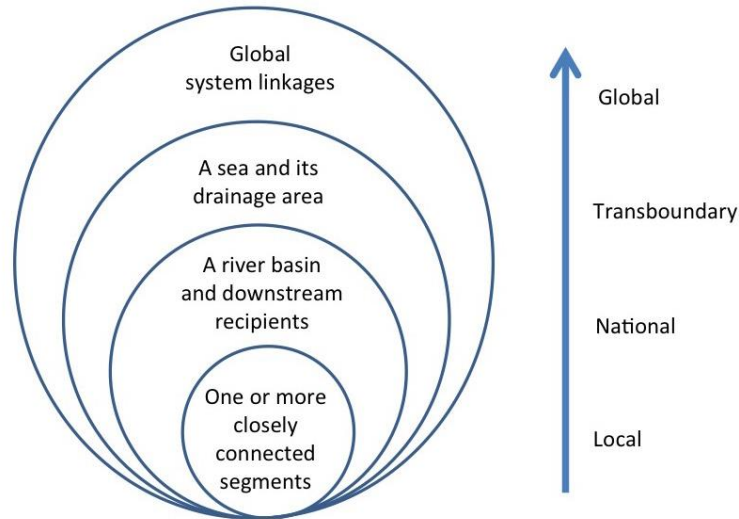 Global
system linkages
A sea and its
drainage area
A river basin
and downstream
recipients
One or more
closely
connected
segments
Global
Transboundary
National
Local